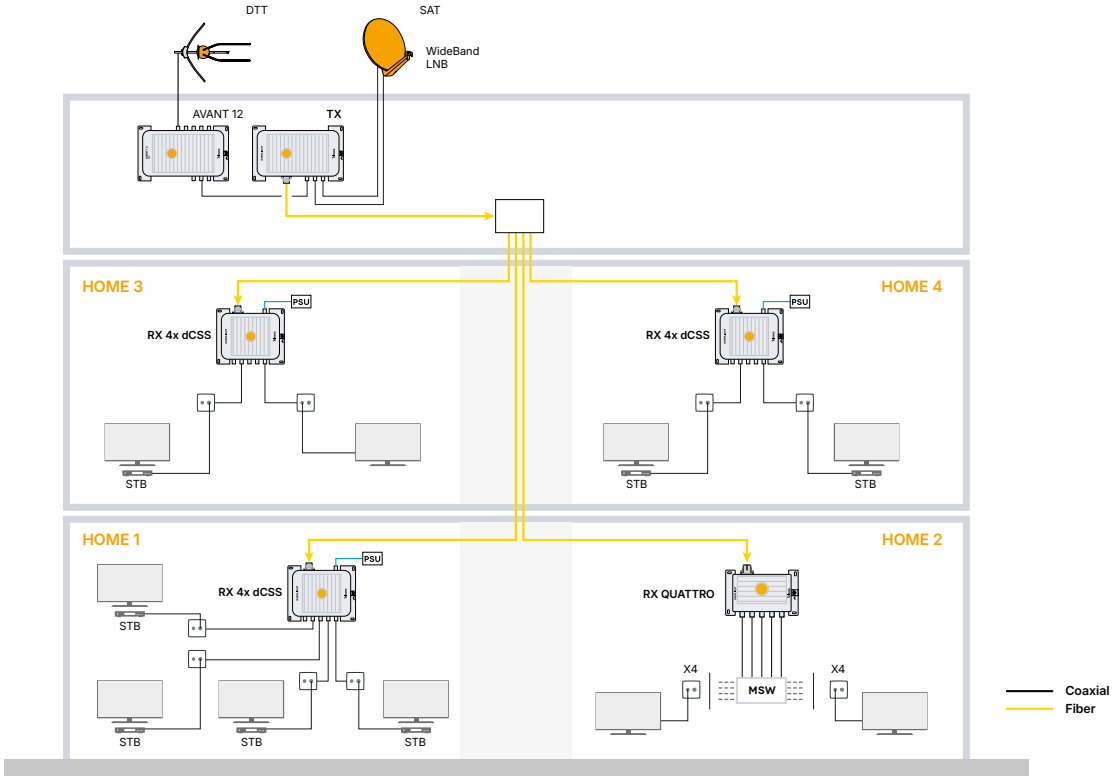 DTT
SAT
WideBand
LNB
AVANT 12
TX
HOME 3
HOME 4
PSU
PSU
RX 4x dCSS
RX 4x dCSS
STB
STB
STB
HOME 1
HOME 2
PSU
RX 4x dCSS
RX QUATTRO
STB
X4
X4
MSW
Coaxial
Fiber
STB
STB
STB